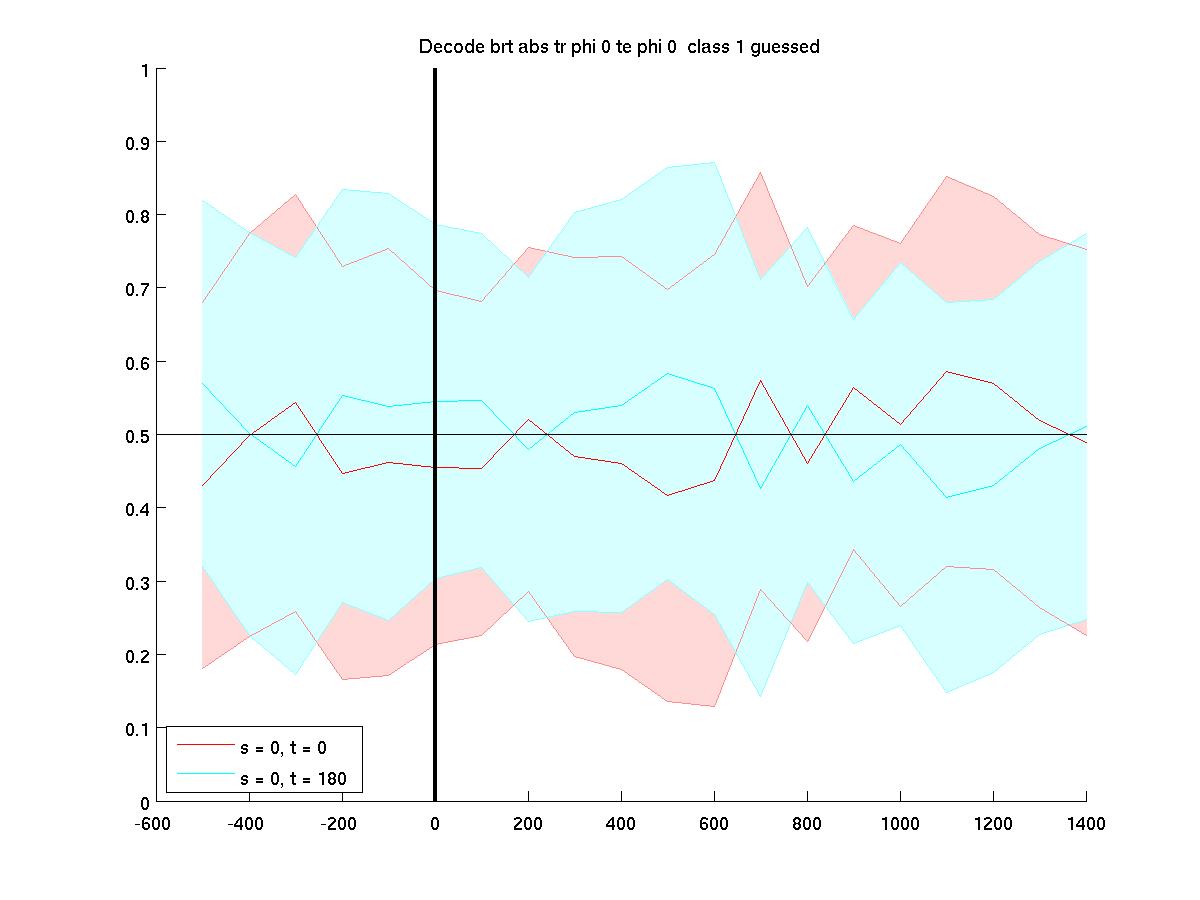 Decode brt abs tr phi 0 te phi 0  class 1 guessed
1
0.9
0.8
0.7
0.6
0.5
0.4
0.3
0.2
0.1
0
s = 0, t = 0
s = 0, t = 180
-600 -400 -200 0 200 400 600 800 1000 1200 1400